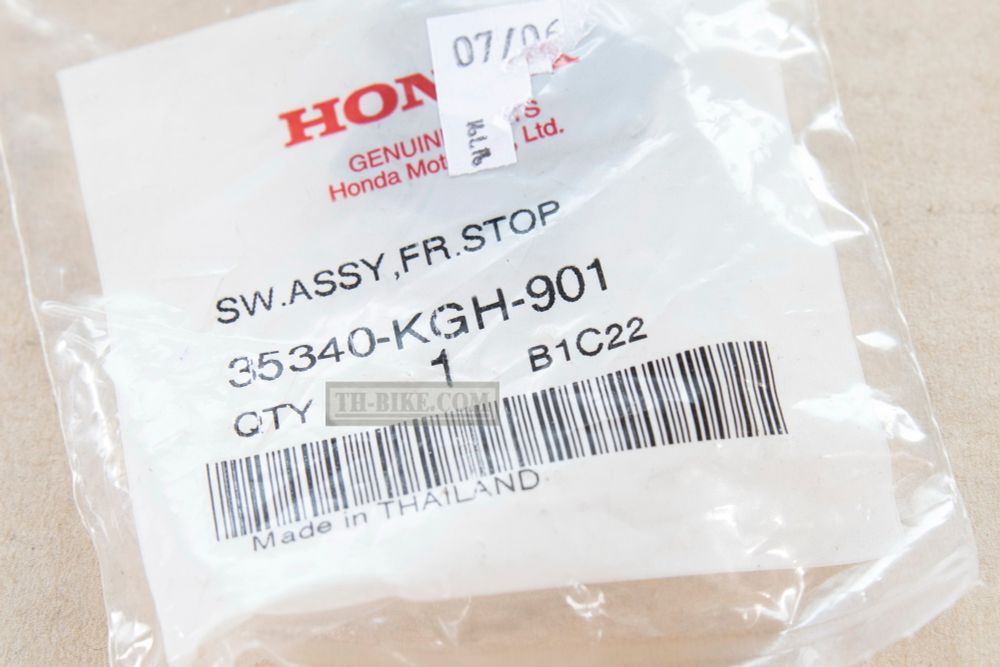 07/06
HON
GENUIN
Honda Mot , Ltd.
SW.ASSY,FR.STOP
35340-KGH-901
QTY 1 B1C22
TH-BIKE.COM
Made in THAILAND